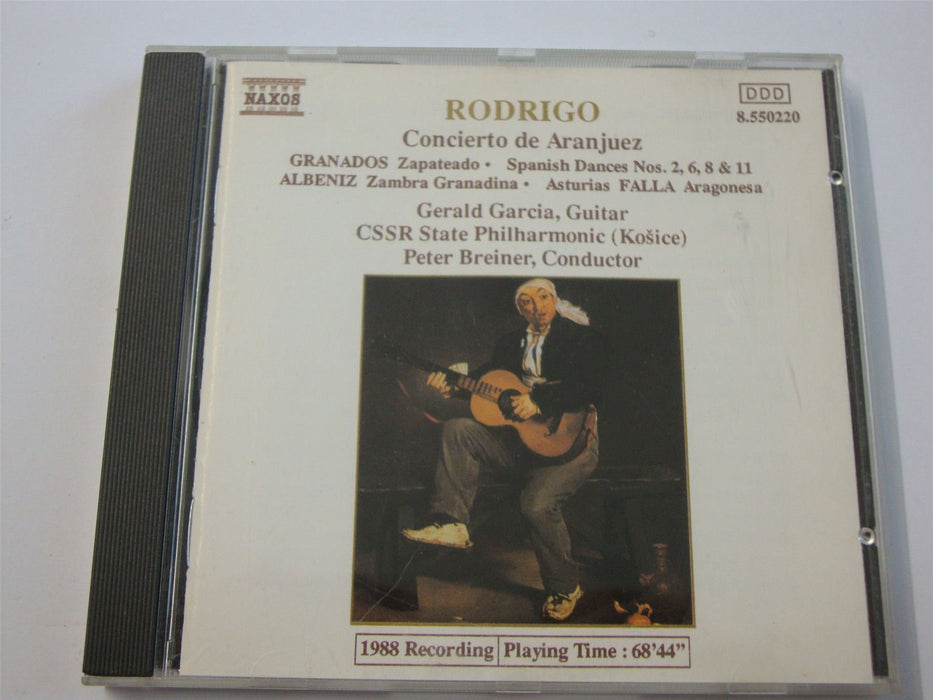 NAXOS
DDD
8.550220
RODRIGO
Concierto de Aranjuez
GRANADOS Zapateado • Spanish Dances Nos. 2, 6, 8 & 11
ALBENIZ Zambra Granadina • Asturias FALLA Aragonesa
Gerald Garcia, Guitar
CSSR State Philharmonic (Košice)
Peter Breiner, Conductor
1988 Recording Playing Time : 68’44”